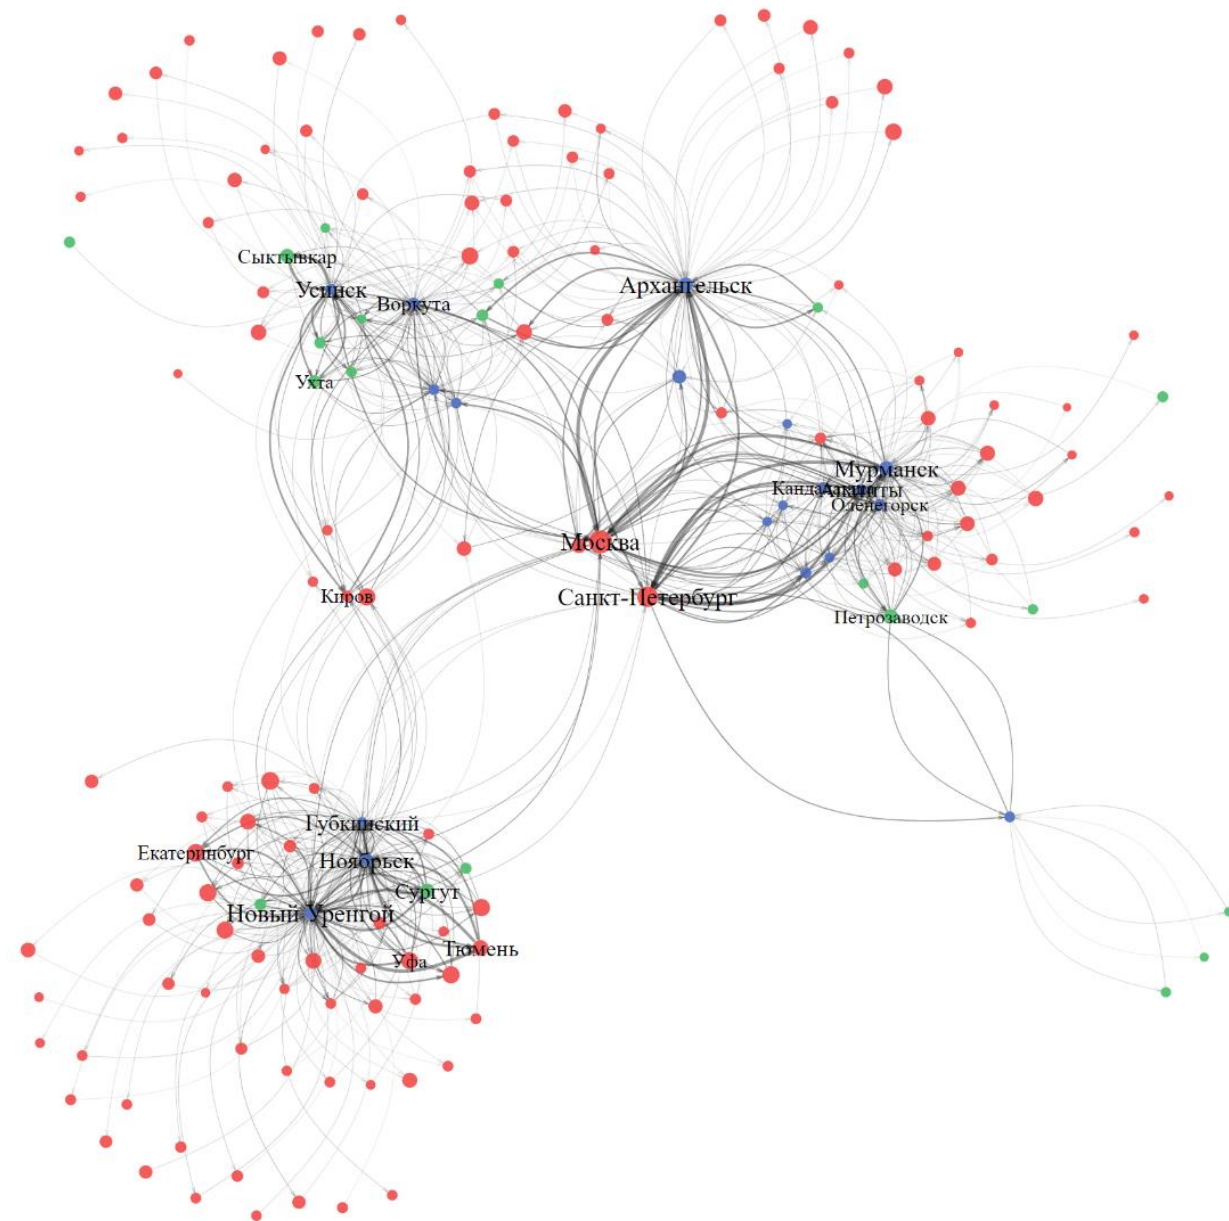 Сыктывкар
Архангельск
Усинск
Воркута
Ухта
Мурманск
Апатиты
Оленегорск
Москва
Киров
Санкт-Петербург
Петрозаводск
Губкинский
Екатеринбург
Ноябрьск
Сургут
Новый Уренгой
Тюмень
Уфа